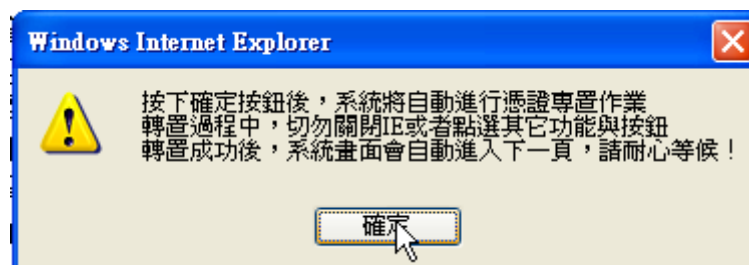 Windows Internet Explorer
按下確定按鈕後，系統將自動進行憑證專置作業
轉置過程中，切勿關閉IE或者點選其它功能與按鈕
轉置成功後，系統畫面會自動進入下一頁，請耐心等候！
確定